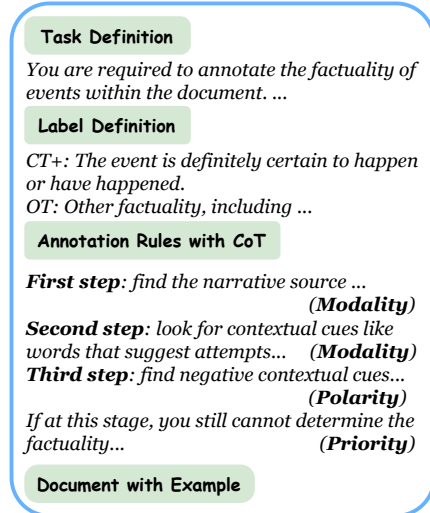 Task Definition
You are required to annotate the factuality of
events within the document. ...
Label Definition
CT+: The event is definitely certain to happen
or have happened.
OT: Other factuality, including ...
Annotation Rules with CoT
First step: find the narrative source ...
(Modality)
Second step: look for contextual cues like
words that suggest attempts... (Modality)
Third step: find negative contextual cues...
(Polarity)
If at this stage, you still cannot determine the
factuality... (Priority)
Document with Example